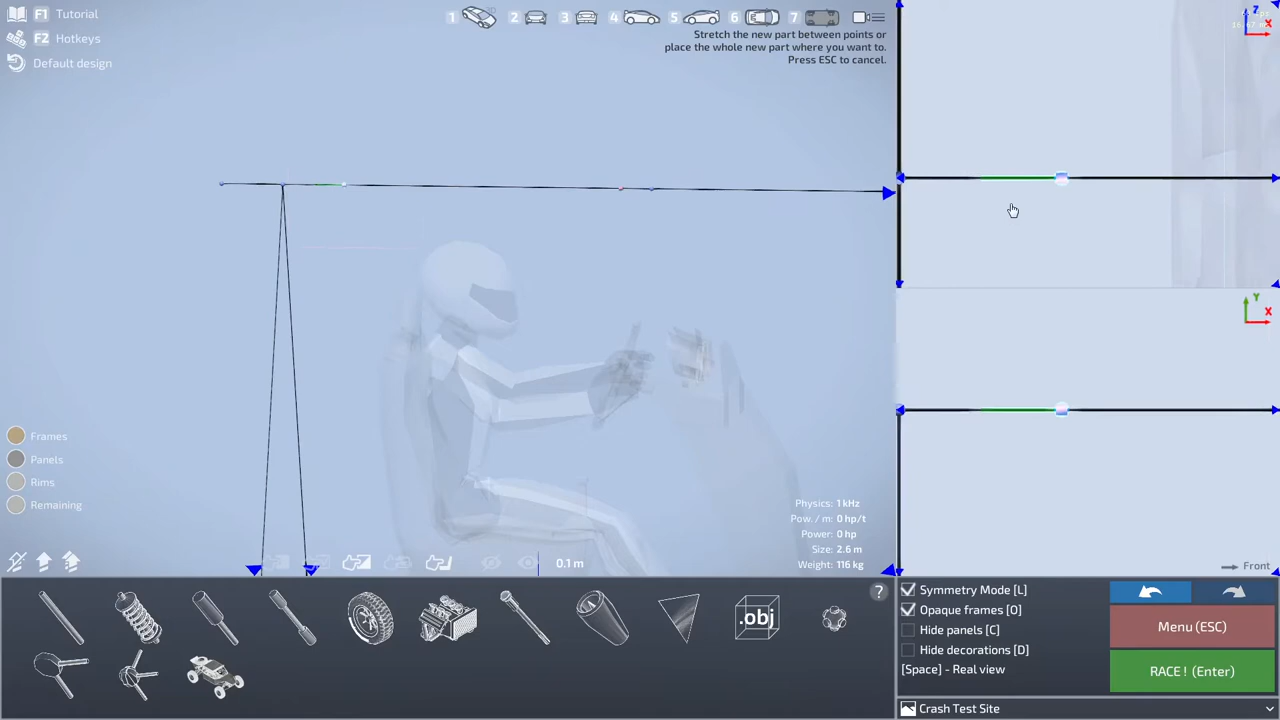 F1 Tutorial
F2 Hotkeys
Default design
1 2 3 4 5 6 7
Stretch the new part between points or
place the whole new part where you want to.
Press ESC to cancel.
Z
X
Y
X
Front
Frames
Panels
Rims
Remaining
Physics: 1 kHz
Pow. / m: 0 hp/t
Power: 0 hp
Size: 2.6 m
Weight: 116 kg
0.1 m
?
.obj
Symmetry Mode [L]
Opaque frames [O]
Hide panels [C]
Hide decorations [D]
[Space] - Real view
Menu (ESC)
RACE! (Enter)
Crash Test Site